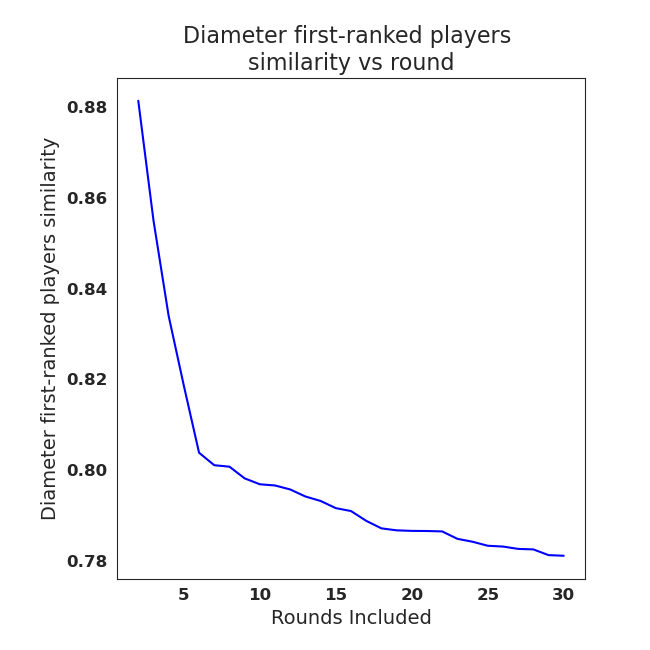 Diameter first-ranked players
similarity vs round
Diameter first-ranked players similarity
0.88
0.86
0.84
0.82
0.80
0.78
5 10 15 20 25 30
Rounds Included